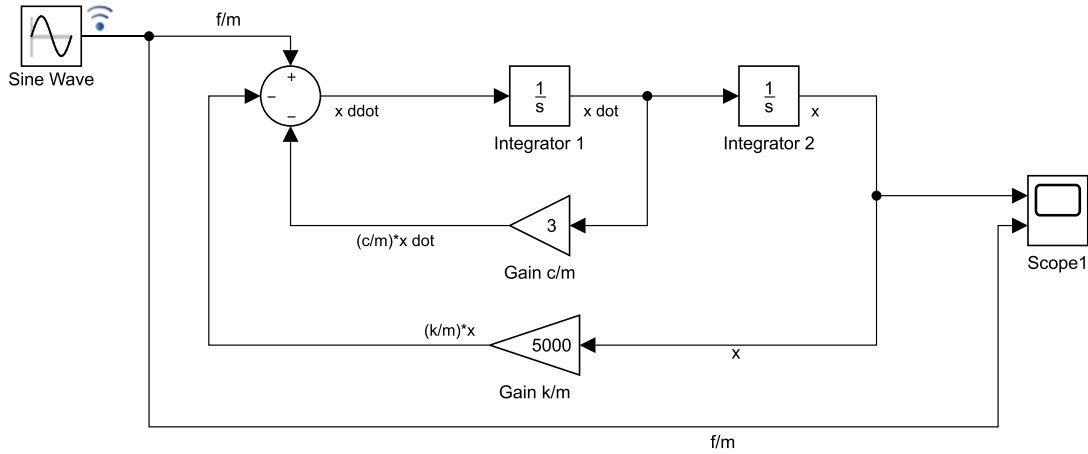 f/m
Sine Wave
+
−
−
x ddot
1
s
Integrator 1
x dot
1
s
Integrator 2
x
3
(c/m)*x dot
Gain c/m
Scope1
(k/m)*x
5000
x
Gain k/m
f/m